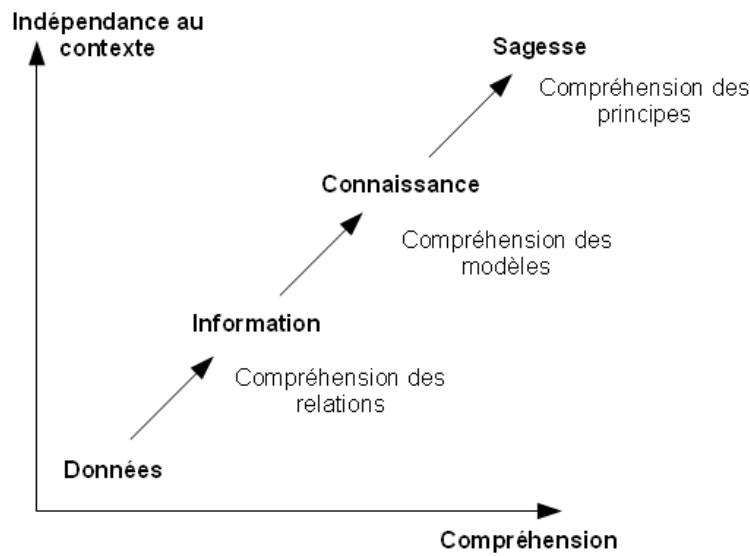 Indépendance au
contexte
Sagesse
Compréhension des
principes
Connaissance
Compréhension des
modèles
Information
Compréhension des
relations
Données
Compréhension